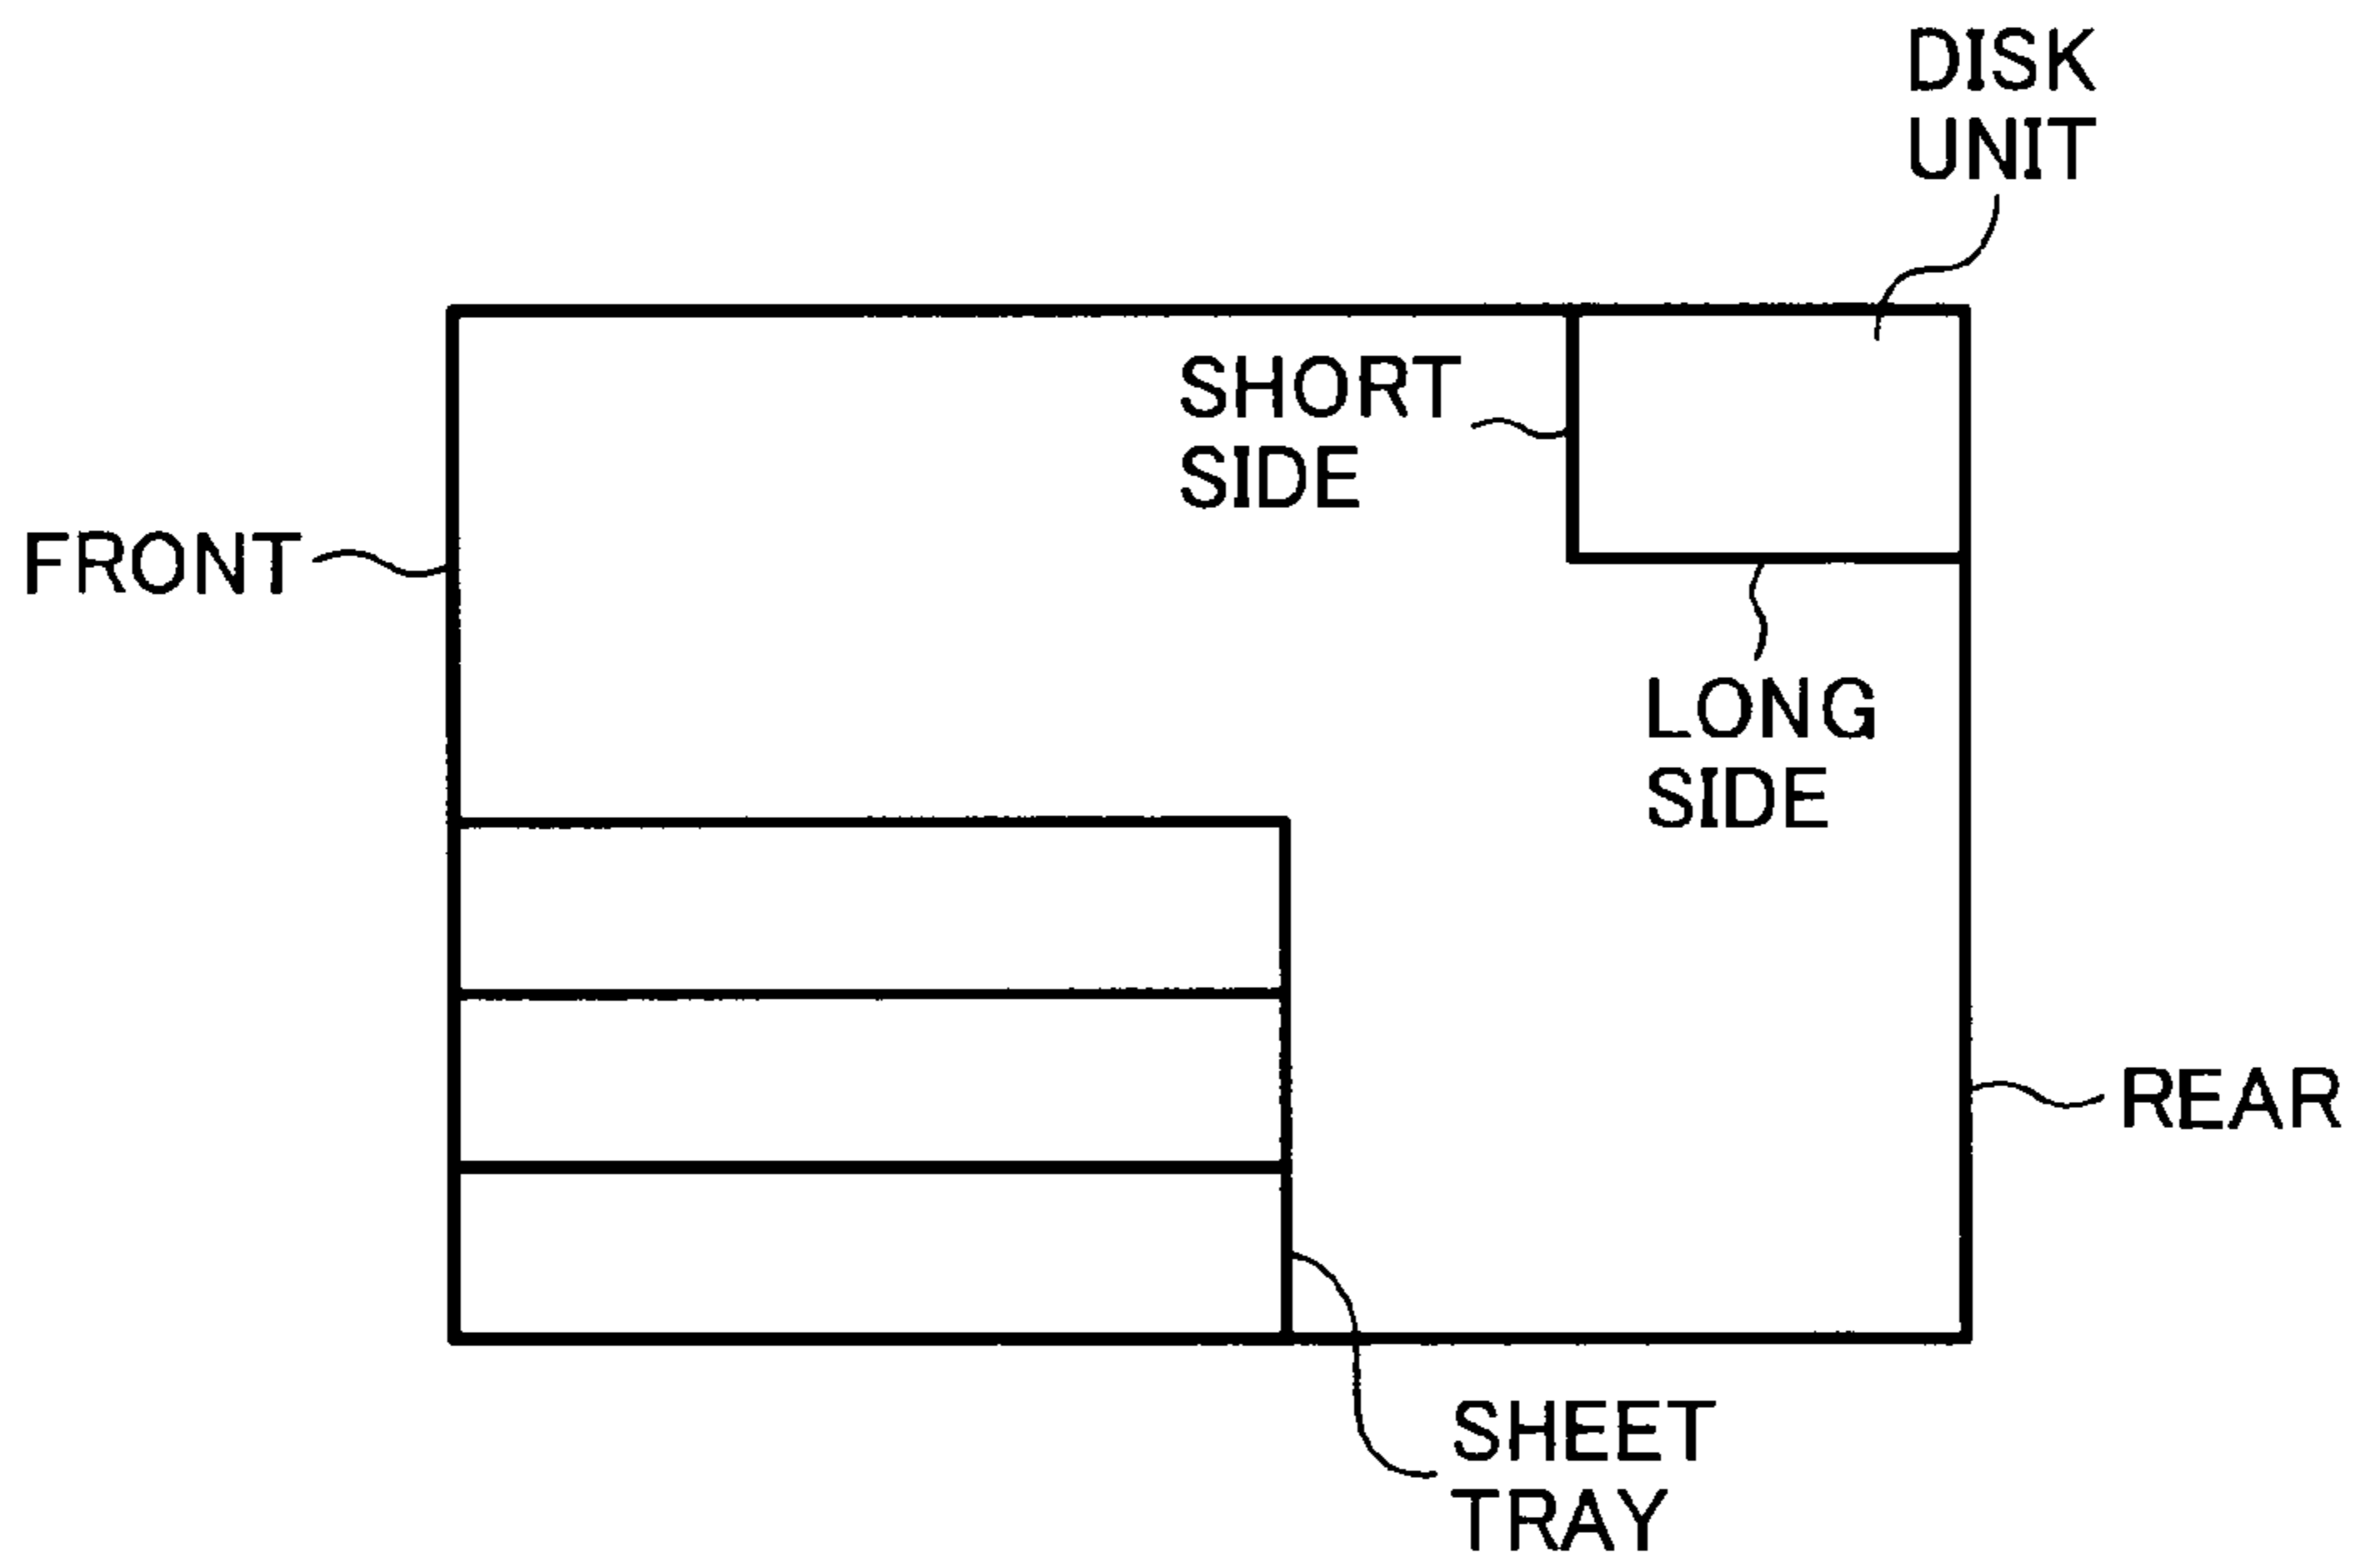 DISK
UNIT
SHORT
SIDE
FRONT
LONG
SIDE
REAR
SHEET
TRAY